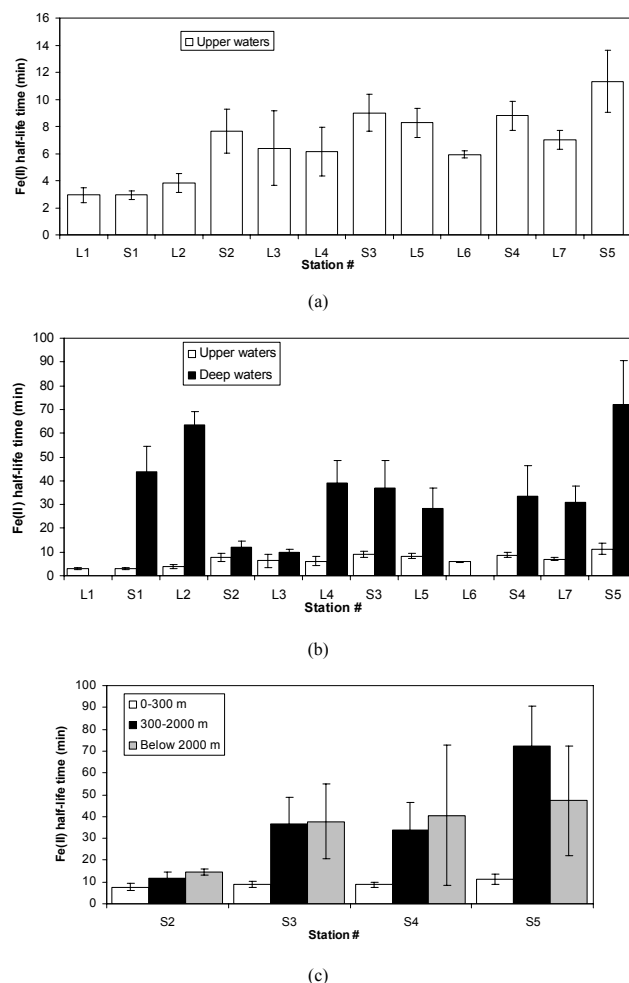 16
14
12
10
8
6
4
2
0
Fe(II) half-life time (min)
Upper waters
L1 S1 L2 S2 L3 L4 S3 L5 L6 S4 L7 S5
Station #
(a)
100
90
80
70
60
50
40
30
20
10
0
Fe(II) half-life time (min)
Upper waters
Deep waters
L1 S1 L2 S2 L3 L4 S3 L5 L6 S4 L7 S5
Station #
(b)
100
90
80
70
60
50
40
30
20
10
0
Fe(II) half-life time (min)
0-300 m
300-2000 m
Below 2000 m
S2 S3 S4 S5
Station #
(c)